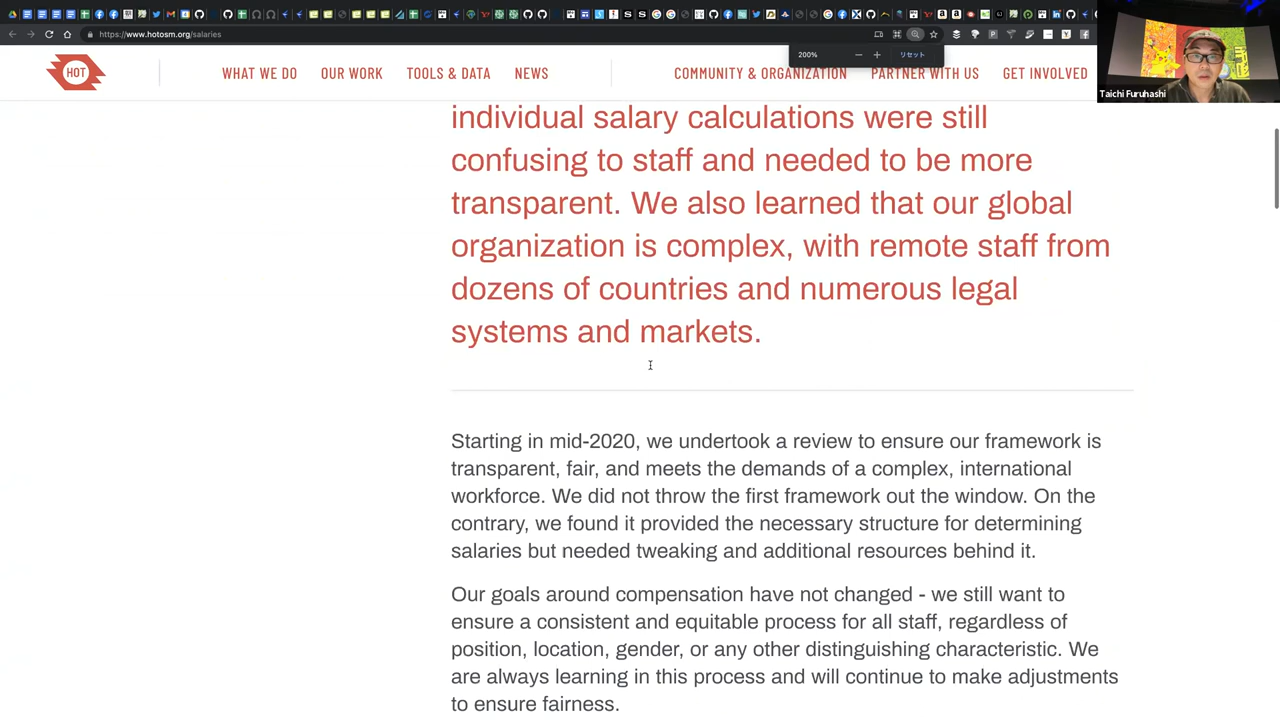 https://www.hotosm.org/salaries
200%
リセット
Taichi Furuhashi
HOT
WHAT WE DO
OUR WORK
TOOLS & DATA
NEWS
COMMUNITY & ORGANIZATION
PARTNER WITH US
GET INVOLVED
individual salary calculations were still
confusing to staff and needed to be more
transparent. We also learned that our global
organization is complex, with remote staff from
dozens of countries and numerous legal
systems and markets.
Starting in mid-2020, we undertook a review to ensure our framework is
transparent, fair, and meets the demands of a complex, international
workforce. We did not throw the first framework out the window. On the
contrary, we found it provided the necessary structure for determining
salaries but needed tweaking and additional resources behind it.
Our goals around compensation have not changed - we still want to
ensure a consistent and equitable process for all staff, regardless of
position, location, gender, or any other distinguishing characteristic. We
are always learning in this process and will continue to make adjustments
to ensure fairness.